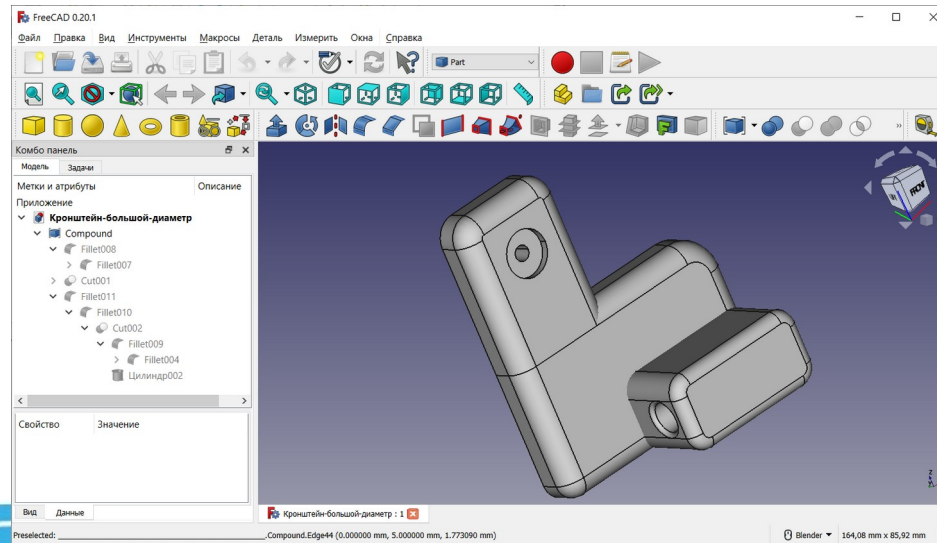 FreeCAD 0.20.1
Файл Правка Вид Инструменты Макросы Деталь Измерить Окна Справка
Part
Комбо панель
Модель Задачи
Метки и атрибуты Описание
Приложение
Кронштейн-большой-диаметр
Compound
Fillet008
Fillet007
Cut001
Fillet011
Fillet010
Cut002
Fillet009
Fillet004
Цилиндр002
Свойство Значение
FRONT
Z
Вид Данные
Кронштейн-большой-диаметр : 1
Preselected: .Compound.Edge44 (0.000000 mm, 5.000000 mm, 1.773090 mm)
Blender 164,08 mm x 85,92 mm